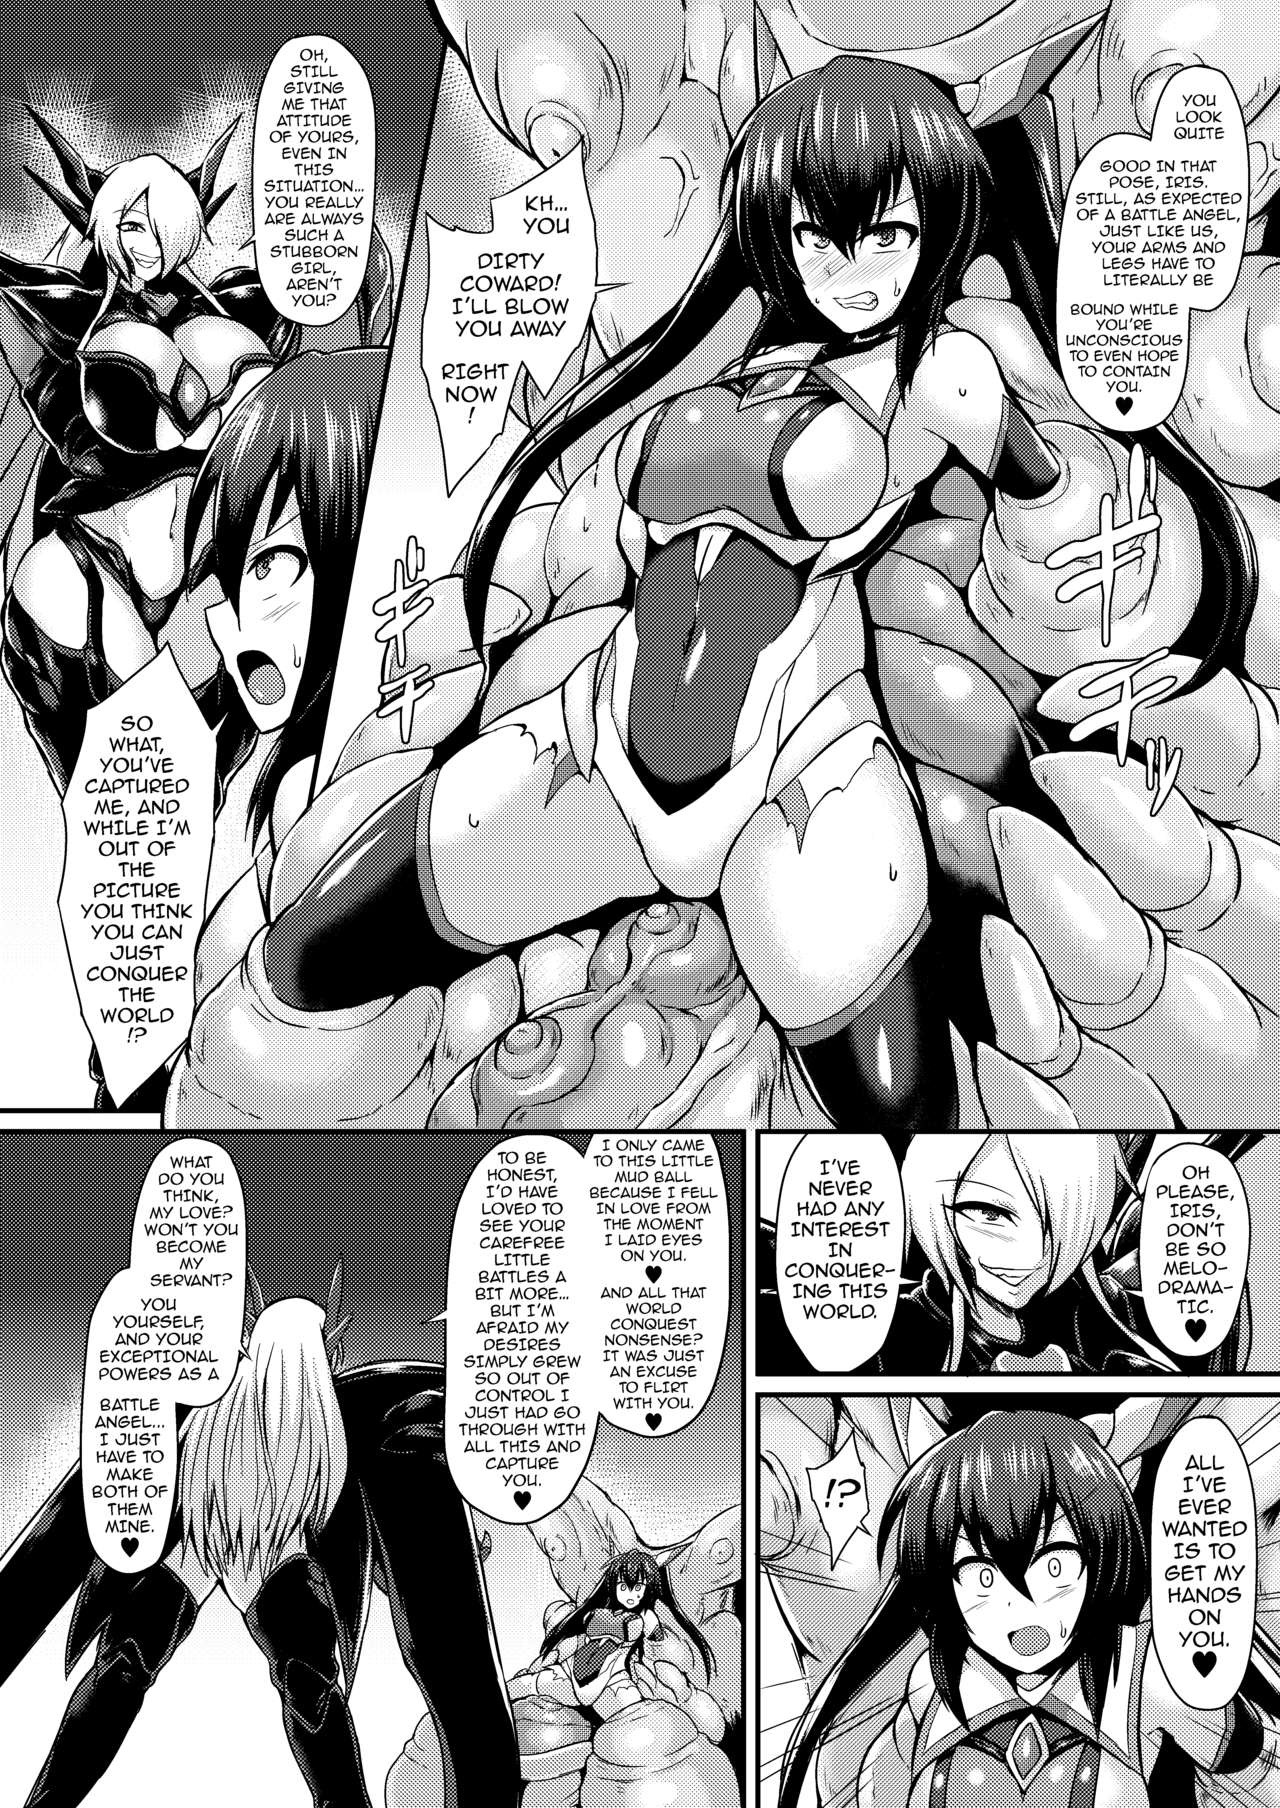 YOU
LOOK
QUITE
GOOD IN THAT
POSE, IRIS.
STILL, AS EXPECTED
OF A BATTLE ANGEL,
JUST LIKE US,
YOUR ARMS AND
LEGS HAVE TO
LITERALLY BE
BOUND WHILE
YOU'RE
UNCONSCIOUS
TO EVEN HOPE
TO CONTAIN
YOU.
♥
KH...
YOU
DIRTY
COWARD!
I'LL BLOW
YOU AWAY
RIGHT
NOW
!
ギチ
ギチ
OH,
STILL
GIVING
ME THAT
ATTITUDE
OF YOURS,
EVEN IN
THIS
SITUATION...
YOU REALLY
ARE ALWAYS
SUCH A
STUBBORN
GIRL,
AREN'T
YOU?
SO
WHAT,
YOU'VE
CAPTURED
ME, AND
WHILE I'M
OUT OF
THE
PICTURE
YOU THINK
YOU CAN
JUST
CONQUER
THE
WORLD
!?
OH
PLEASE,
IRIS,
DON'T
BE SO
MELO-
DRAMA-
TIC.
♥
I'VE
NEVER
HAD ANY
INTEREST
IN
CONQUER-
ING THIS
WORLD.
ALL
I'VE
EVER
WANTED
IS TO
GET MY
HANDS
ON
YOU.
♥
!?
I ONLY CAME
TO THIS LITTLE
MUD BALL
BECAUSE I FELL
IN LOVE FROM
THE MOMENT
I LAID EYES
ON YOU.
♥
AND ALL THAT
WORLD
CONQUEST
NONSENSE?
IT WAS JUST
AN EXCUSE
TO FLIRT
WITH YOU.
♥
TO BE
HONEST,
I'D HAVE
LOVED TO
SEE YOUR
CAREFREE
LITTLE
BATTLES A
BIT MORE...
BUT I'M
AFRAID MY
DESIRES
SIMPLY GREW
SO OUT OF
CONTROL I
JUST HAD GO
THROUGH WITH
ALL THIS AND
CAPTURE
YOU.
♥
WHAT
DO YOU
THINK,
MY LOVE?
WON'T YOU
BECOME
MY
SERVANT?
YOU
YOURSELF,
AND YOUR
EXCEPTIONAL
POWERS AS A
BATTLE
ANGEL...
I JUST
HAVE TO
MAKE
BOTH OF
THEM
MINE.
♥